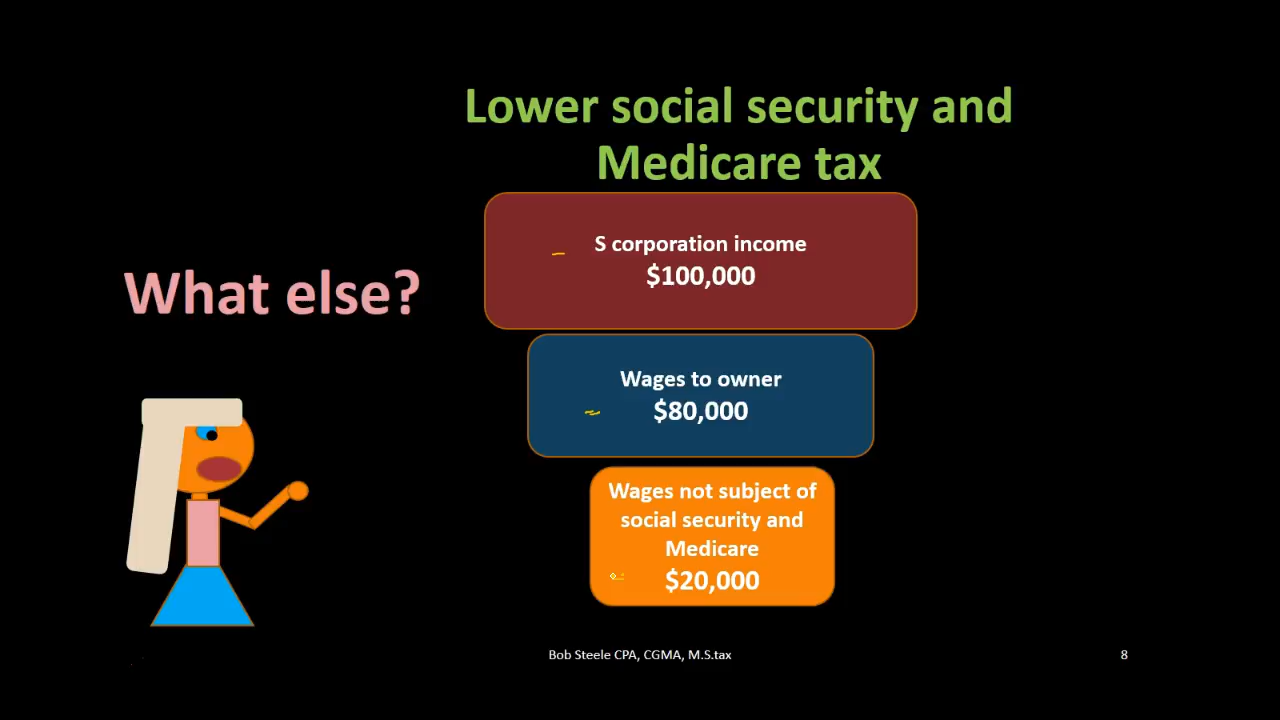 Lower social security and
Medicare tax
What else?
S corporation income
$100,000
Wages to owner
$80,000
Wages not subject of
social security and
Medicare
$20,000
Bob Steele CPA, CGMA, M.S.tax
8